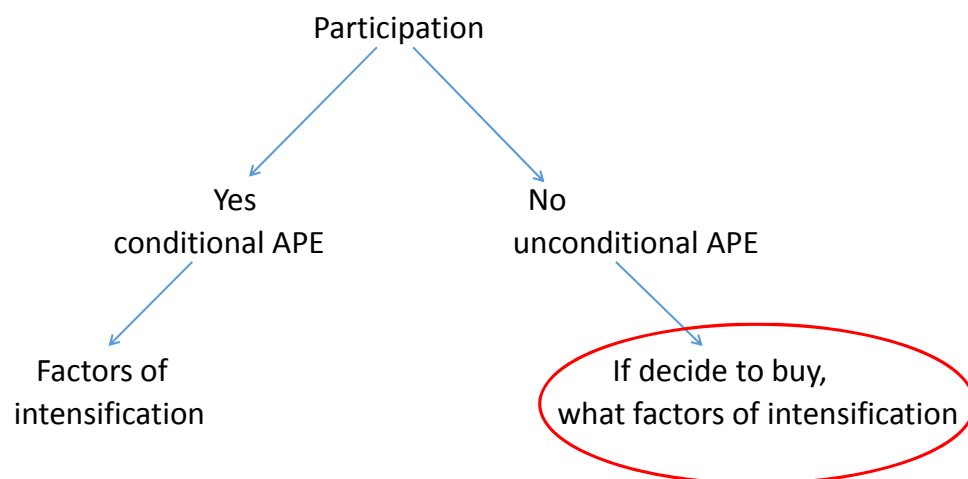 Participation
Yes
conditional APE
No
unconditional APE
Factors of
intensification
If decide to buy,
what factors of intensification